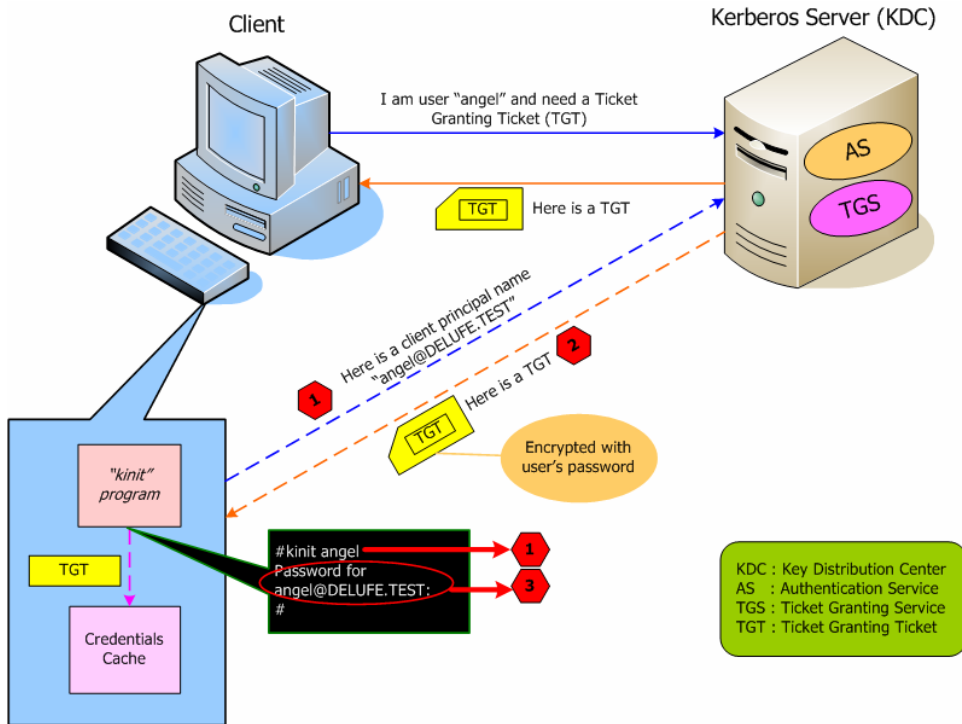 Client
Kerberos Server (KDC)
I am user “angel” and need a Ticket
Granting Ticket (TGT)
AS
TGS
TGT
Here is a TGT
1
Here is a client principal name
“angel@DELUFE.TEST”
2
Here is a TGT
TGT
Encrypted with
user’s password
“kinit”
program
TGT
Credentials
Cache
#kinit angel
Password for
angel@DELUFE.TEST:
#
1
3
KDC : Key Distribution Center
AS : Authentication Service
TGS : Ticket Granting Service
TGT : Ticket Granting Ticket